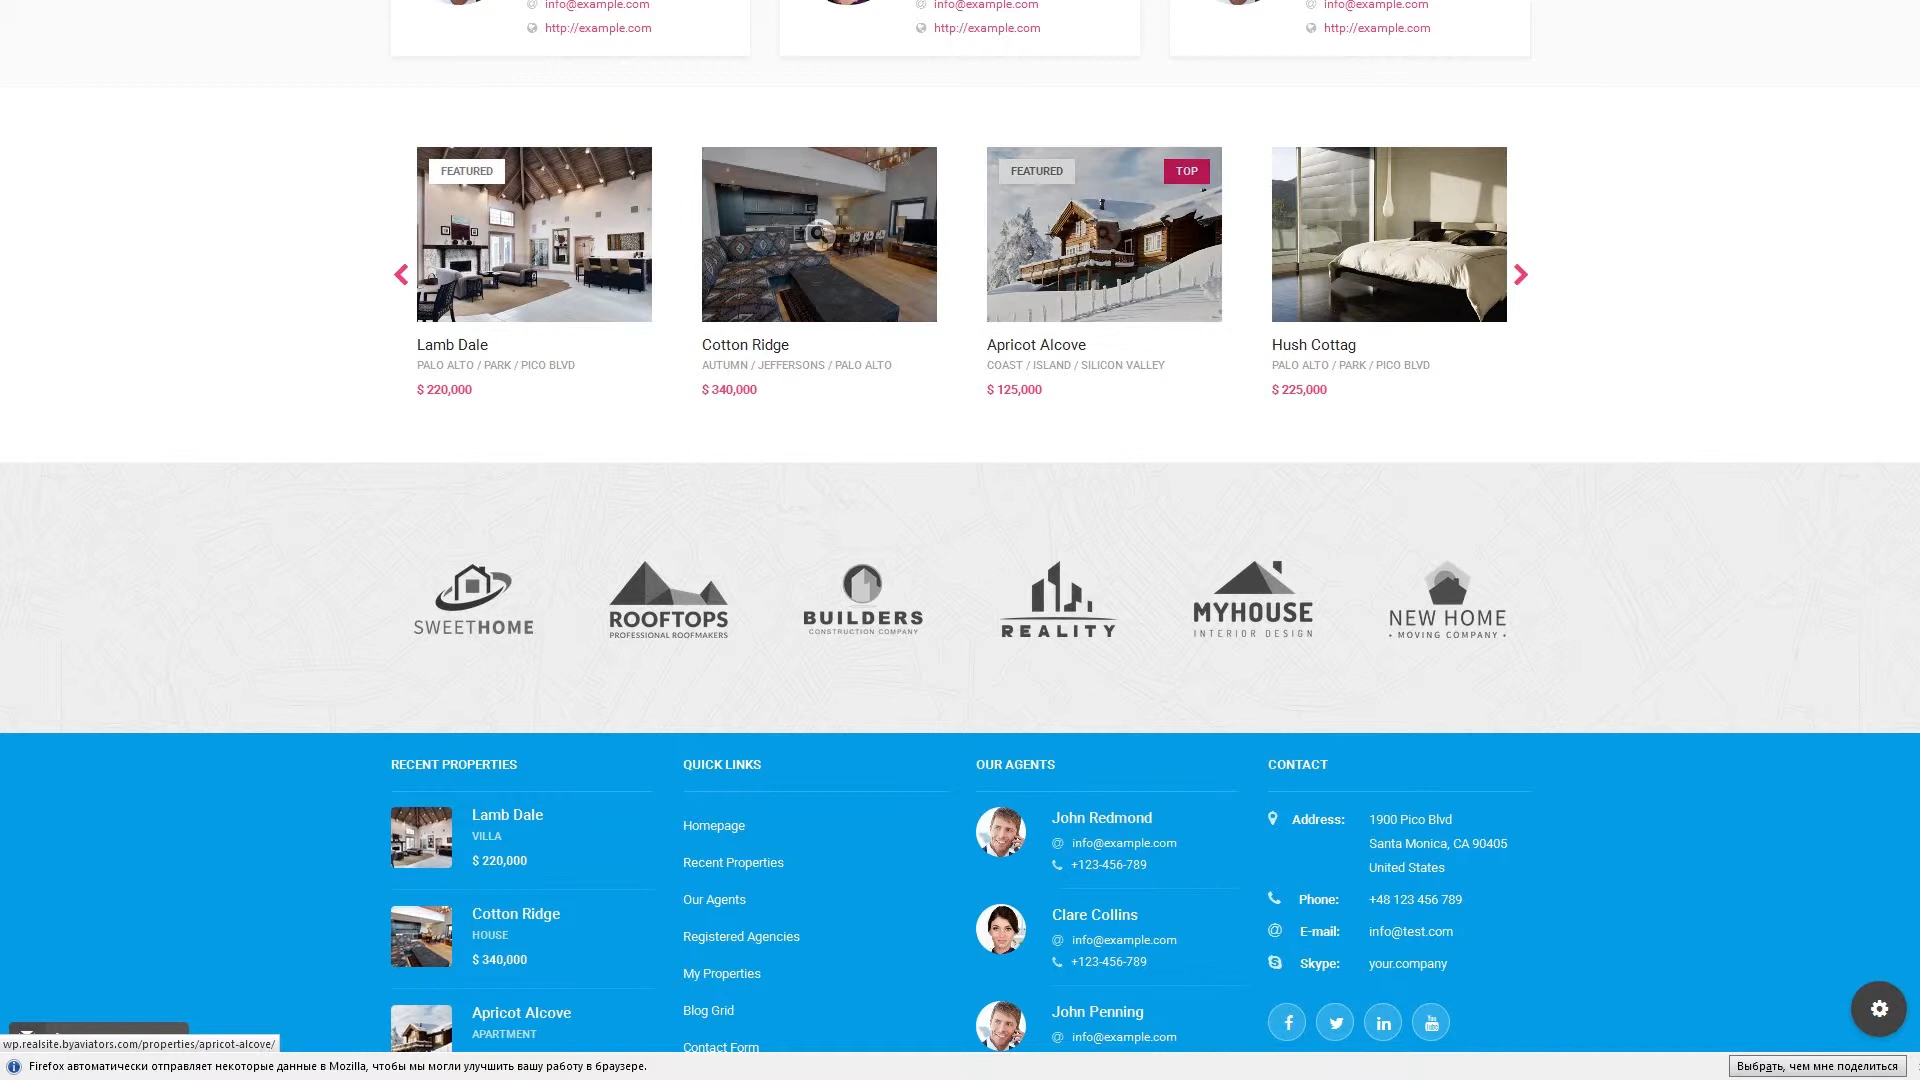 info@example.com info@example.com info@example.com
http://example.com http://example.com http://example.com
FEATURED FEATURED TOP
Lamb Dale Cotton Ridge Apricot Alcove Hush Cottag
PALO ALTO / PARK / PICO BLVD AUTUMN / JEFFERSONS / PALO ALTO COAST / ISLAND / SILICON VALLEY PALO ALTO / PARK / PICO BLVD
$ 220,000 $ 340,000 $ 125,000 $ 225,000
SWEETHOME
ROOFTOPS
PROFESSIONAL ROOFMAKERS
BUILDERS
CONSTRUCTION COMPANY
REALITY
MYHOUSE
INTERIOR DESIGN
NEW HOME
• MOVING COMPANY •
RECENT PROPERTIES
Lamb Dale
VILLA
$ 220,000
Cotton Ridge
HOUSE
$ 340,000
Apricot Alcove
APARTMENT
QUICK LINKS
Homepage
Recent Properties
Our Agents
Registered Agencies
My Properties
Blog Grid
Contact Form
OUR AGENTS
John Redmond
@ info@example.com
+123-456-789
Clare Collins
@ info@example.com
+123-456-789
John Penning
@ info@example.com
CONTACT
Address: 1900 Pico Blvd
Santa Monica, CA 90405
United States
Phone: +48 123 456 789
@ E-mail: info@test.com
Skype: your.company
wp.realsite.byaviators.com/properties/apricot-alcove/
Firefox автоматически отправляет некоторые данные в Mozilla, чтобы мы могли улучшить вашу работу в браузере.
Выбрать, чем мне поделиться